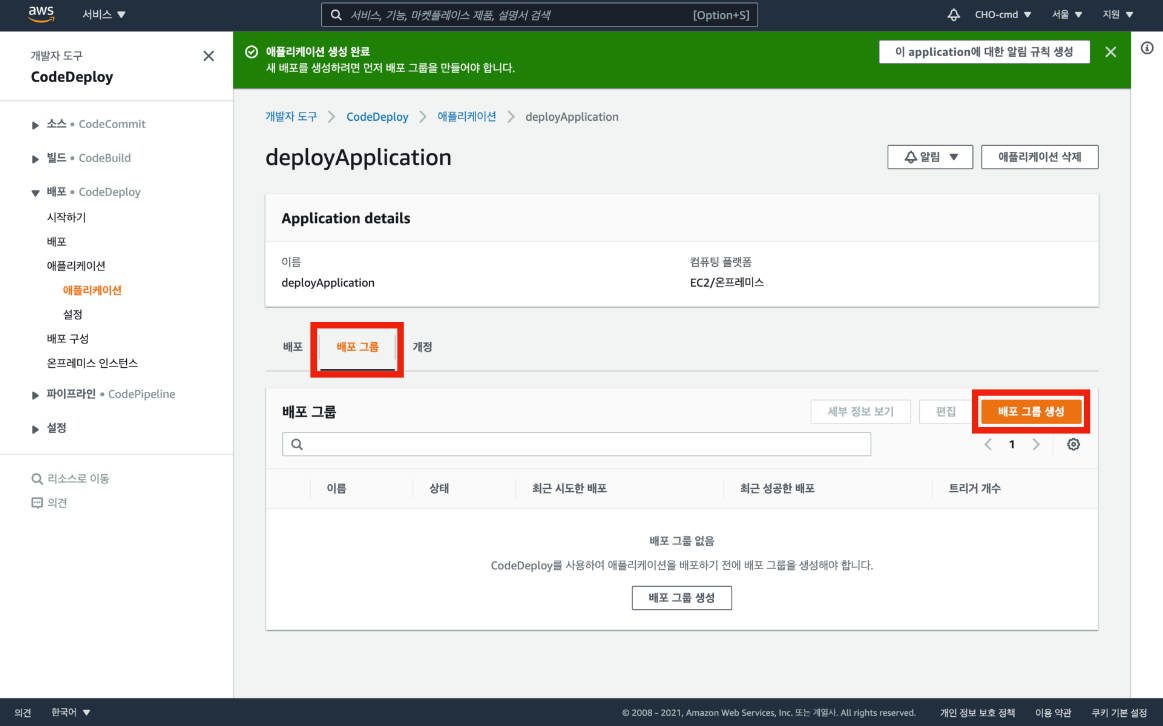 aws 서비스 ▼ 서비스, 기능, 마켓플레이스 제품, 설명서 검색 [Option+S] CHO-cmd ▼ 서울 ▼ 지원 ▼
개발자 도구
CodeDeploy
소스 • CodeCommit
빌드 • CodeBuild
배포 • CodeDeploy
시작하기
배포
애플리케이션
애플리케이션
설정
배포 구성
온프레미스 인스턴스
파이프라인 • CodePipeline
설정
리소스로 이동
의견
애플리케이션 생성 완료
새 배포를 생성하려면 먼저 배포 그룹을 만들어야 합니다.
이 application에 대한 알림 규칙 생성
개발자 도구 > CodeDeploy > 애플리케이션 > deployApplication
deployApplication
알림 ▼ 애플리케이션 삭제
Application details
이름 컴퓨팅 플랫폼
deployApplication EC2/온프레미스
배포 배포 그룹 개정
배포 그룹 세부 정보 보기 편집 배포 그룹 생성
< 1 >
이름 상태 최근 시도한 배포 최근 성공한 배포 트리거 개수
배포 그룹 없음
CodeDeploy를 사용하여 애플리케이션을 배포하기 전에 배포 그룹을 생성해야 합니다.
배포 그룹 생성
의견 한국어 ▼ © 2008 - 2021, Amazon Web Services, Inc. 또는 계열사. All rights reserved. 개인 정보 보호 정책 이용 약관 쿠키 기본 설정